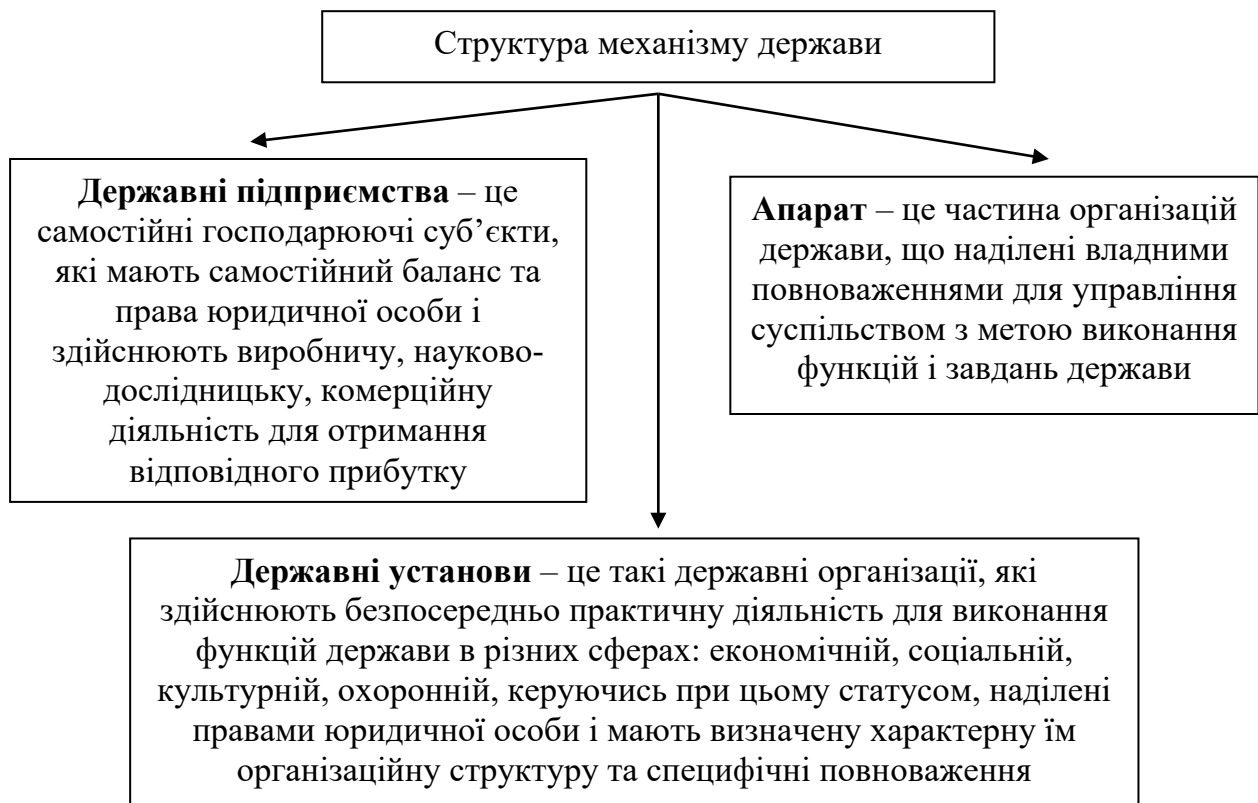 Структура механізму держави
Державні підприємства – це
самостійні господарюючі суб’єкти,
які мають самостійний баланс та
права юридичної особи і
здійснюють виробничу, науково-
дослідницьку, комерційну
діяльність для отримання
відповідного прибутку
Апарат – це частина організацій
держави, що наділені владними
повноваженнями для управління
суспільством з метою виконання
функцій і завдань держави
Державні установи – це такі державні організації, які
здійснюють безпосередньо практичну діяльність для виконання
функцій держави в різних сферах: економічній, соціальній,
культурній, охоронній, керуючись при цьому статусом, наділені
правами юридичної особи і мають визначену характерну їм
організаційну структуру та специфічні повноваження